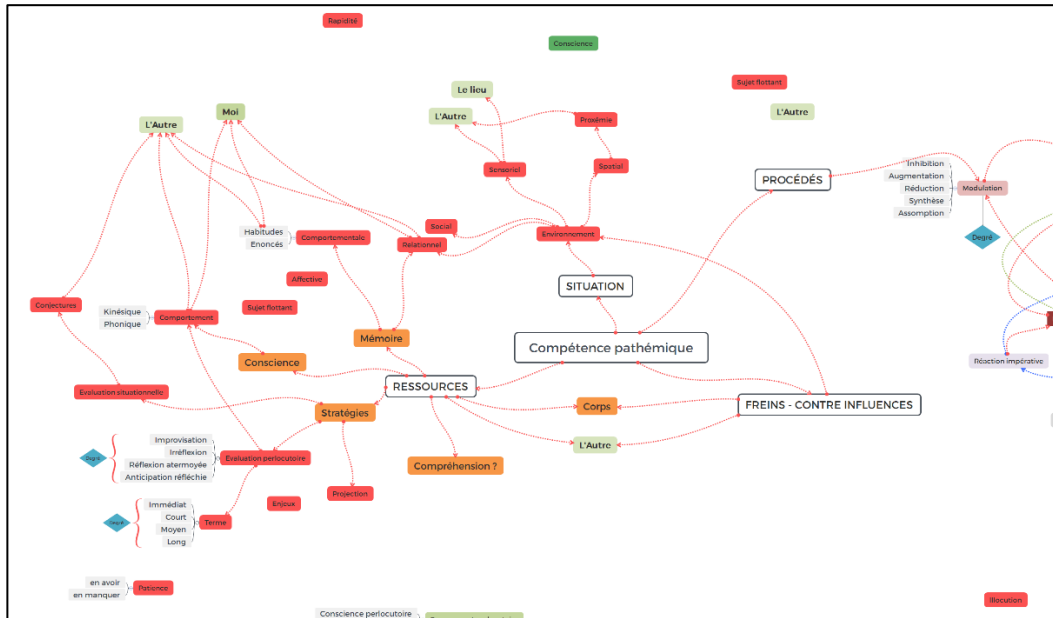 Rapidité
Conscience
Sujet flottant
Le lieu
L'Autre
Moi
L'Autre
L'Autre
Proxémie
Sensoriel
Spatial
PROCÉDÉS
Inhibition
Augmentation
Réduction
Synthèse
Assomption
Modulation
Degré
Habitudes
Enoncés
Comportementale
Social
Relationnel
Environnement
Affective
SITUATION
Sujet flottant
Conjectures
Kinésique
Phonique
Comportement
Mémoire
Compétence pathémique
Réaction impérative
Conscience
RESSOURCES
Evaluation situationnelle
Stratégies
Corps
FREINS - CONTRE INFLUENCES
L'Autre
Improvisation
Irréflexion
Réflexion atermoyée
Anticipation réfléchie
Degré
Evaluation perlocutoire
Compréhension ?
Projection
Enjeux
Immédiat
Court
Moyen
Long
Degré
Terme
en avoir
en manquer
Patience
Illocution
Conscience perlocutoire